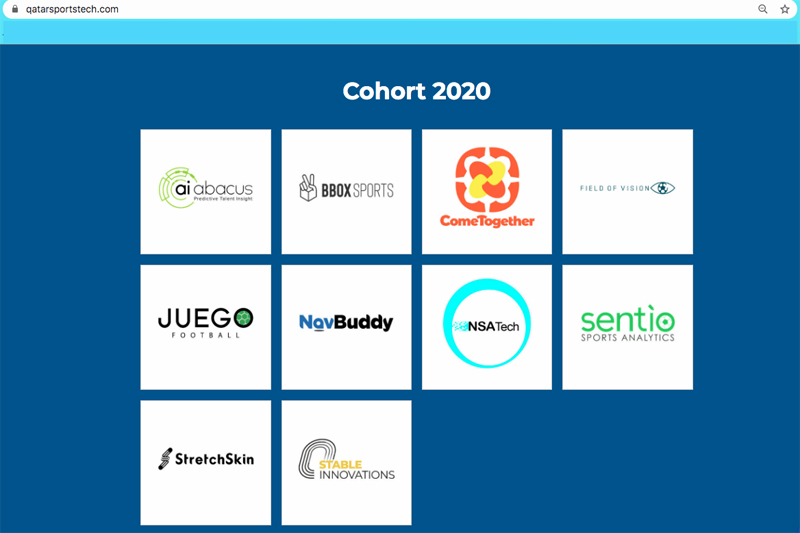 qatarsportstech.com
Cohort 2020
ai abacus
Predictive Talent Insight
BBOX SPORTS
ComeTogether
FIELD OF VISION
JUEGO
FOOTBALL
NavBuddy
NSATech
sentio
SPORTS ANALYTICS
StretchSkin
STABLE
INNOVATIONS